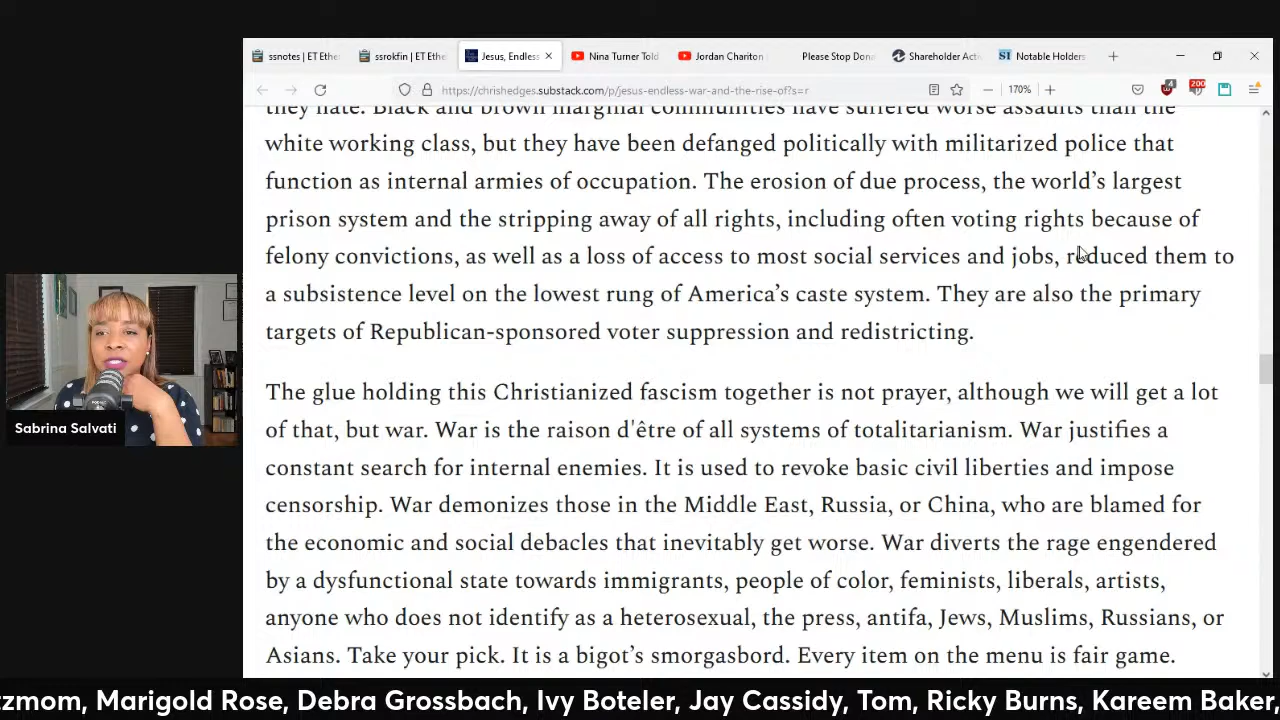 ssnotes | ET Ethe
ssrokfin | ET Ethe
Jesus, Endless
Nina Turner Told
Jordan Chariton
Please Stop Dona
Shareholder Acti
Notable Holders
https://chrishedges.substack.com/p/jesus-endless-war-and-the-rise-of?s=r
170%
4
200
they hate. Black and brown marginal communities have suffered worse assaults than the
white working class, but they have been defanged politically with militarized police that
function as internal armies of occupation. The erosion of due process, the world’s largest
prison system and the stripping away of all rights, including often voting rights because of
felony convictions, as well as a loss of access to most social services and jobs, reduced them to
a subsistence level on the lowest rung of America’s caste system. They are also the primary
targets of Republican-sponsored voter suppression and redistricting.
The glue holding this Christianized fascism together is not prayer, although we will get a lot
of that, but war. War is the raison d'être of all systems of totalitarianism. War justifies a
constant search for internal enemies. It is used to revoke basic civil liberties and impose
censorship. War demonizes those in the Middle East, Russia, or China, who are blamed for
the economic and social debacles that inevitably get worse. War diverts the rage engendered
by a dysfunctional state towards immigrants, people of color, feminists, liberals, artists,
anyone who does not identify as a heterosexual, the press, antifa, Jews, Muslims, Russians, or
Asians. Take your pick. It is a bigot’s smorgasbord. Every item on the menu is fair game.
Sabrina Salvati
tzmom, Marigold Rose, Debra Grossbach, Ivy Boteler, Jay Cassidy, Tom, Ricky Burns, Kareem Baker,